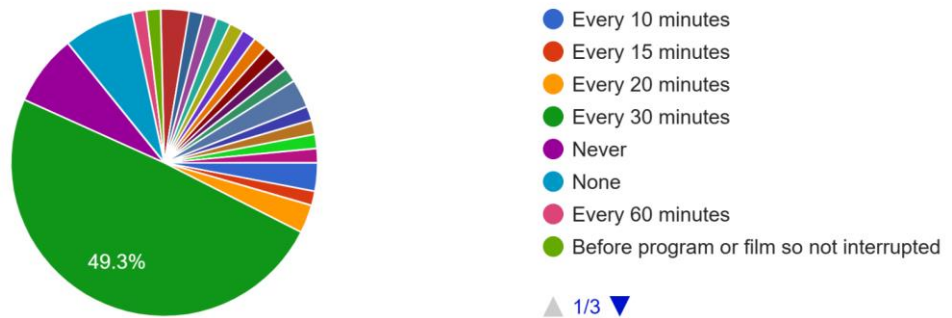 Every 10 minutes
Every 15 minutes
Every 20 minutes
Every 30 minutes
Never
None
Every 60 minutes
Before program or film so not interrupted
49.3%
1/3